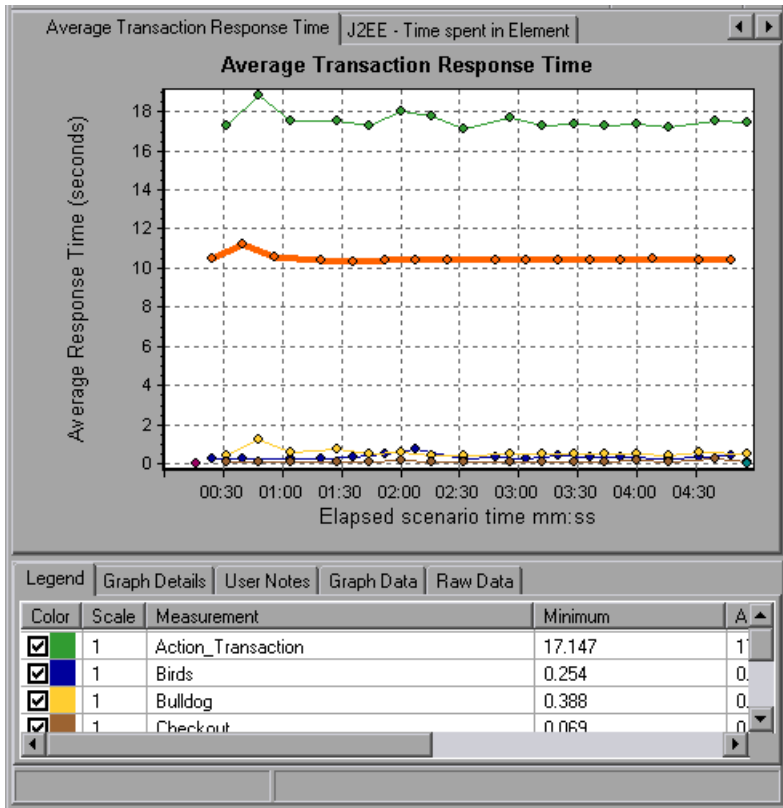 Average Transaction Response Time J2EE - Time spent in Element
Average Transaction Response Time
Average Response Time (seconds)
18
16
14
12
10
8
6
4
2
0
00:30 01:00 01:30 02:00 02:30 03:00 03:30 04:00 04:30
Elapsed scenario time mm:ss
Legend Graph Details User Notes Graph Data Raw Data
Color Scale Measurement Minimum A
1 Action_Transaction 17.147 17
1 Birds 0.254 0.
1 Bulldog 0.388 0.
1 Checkout 0.069 0.